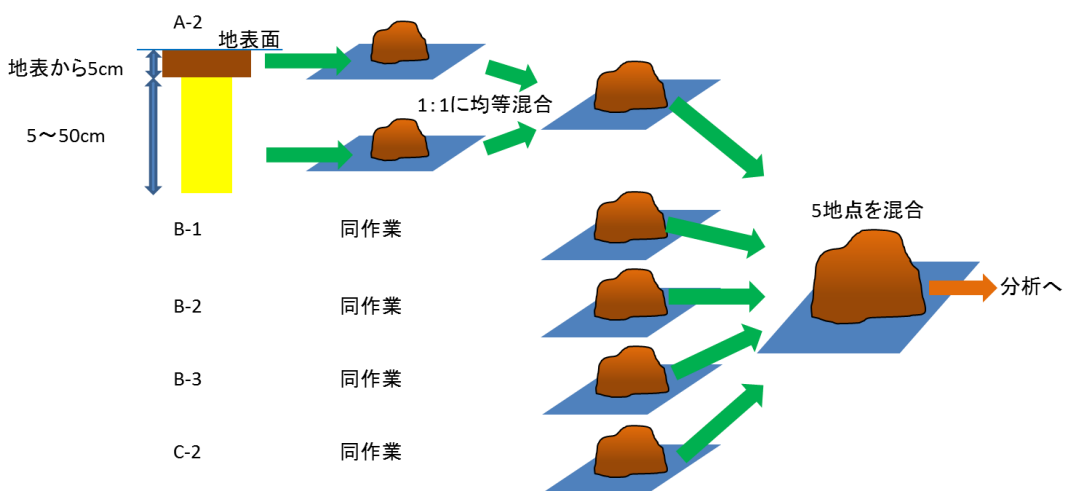 A-2
地表面
地表から5cm
5～50cm
1:1に均等混合
B-1
同作業
5地点を混合
分析へ
B-2
同作業
B-3
同作業
C-2
同作業